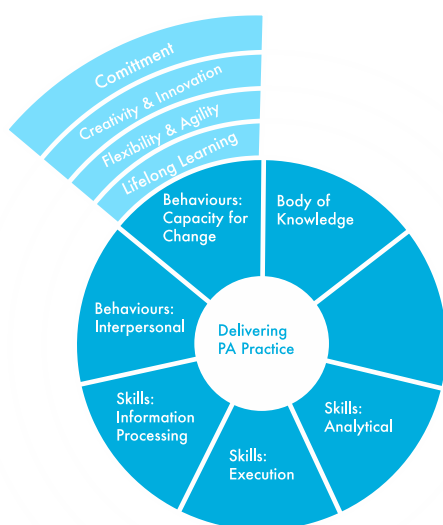 Comittment
Creativity & Innovation
Flexibility & Agility
Lifelong Learning
Behaviours:
Capacity for
Change
Body of
Knowledge
Behaviours:
Interpersonal
Delivering
PA Practice
Skills:
Information
Processing
Skills:
Analytical
Skills:
Execution